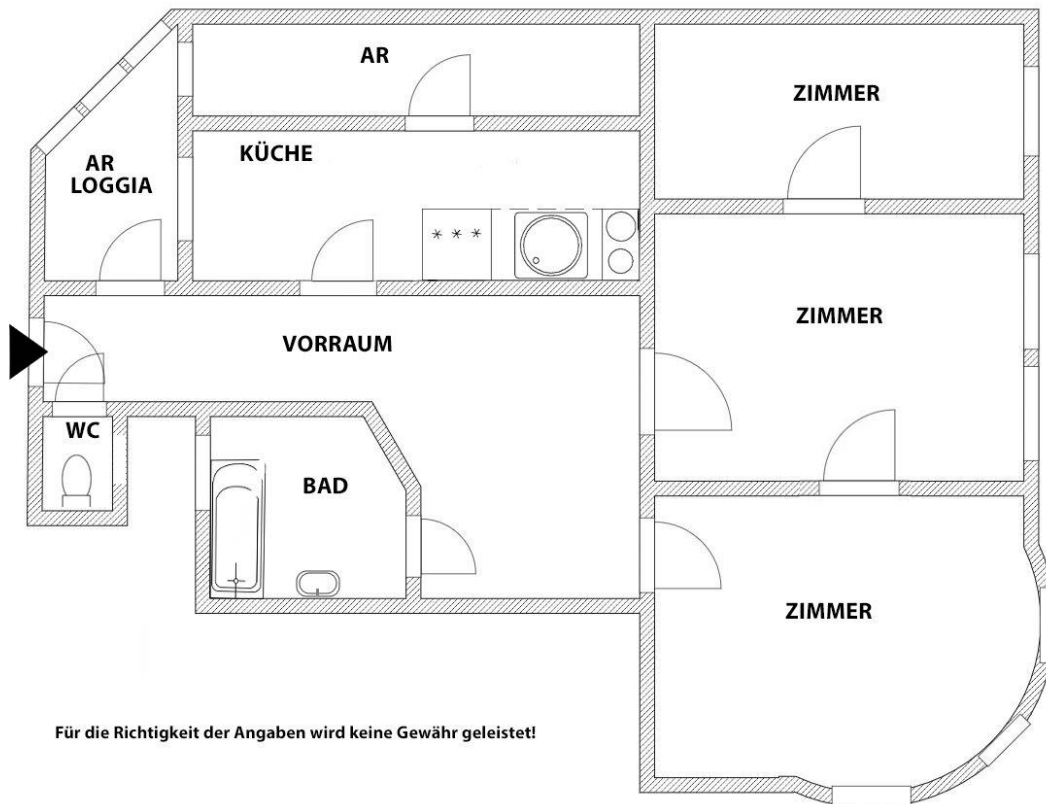 AR
ZIMMER
KÜCHE
AR
LOGGIA
* * *
ZIMMER
VORRAUM
WC
BAD
ZIMMER
Für die Richtigkeit der Angaben wird keine Gewähr geleistet!